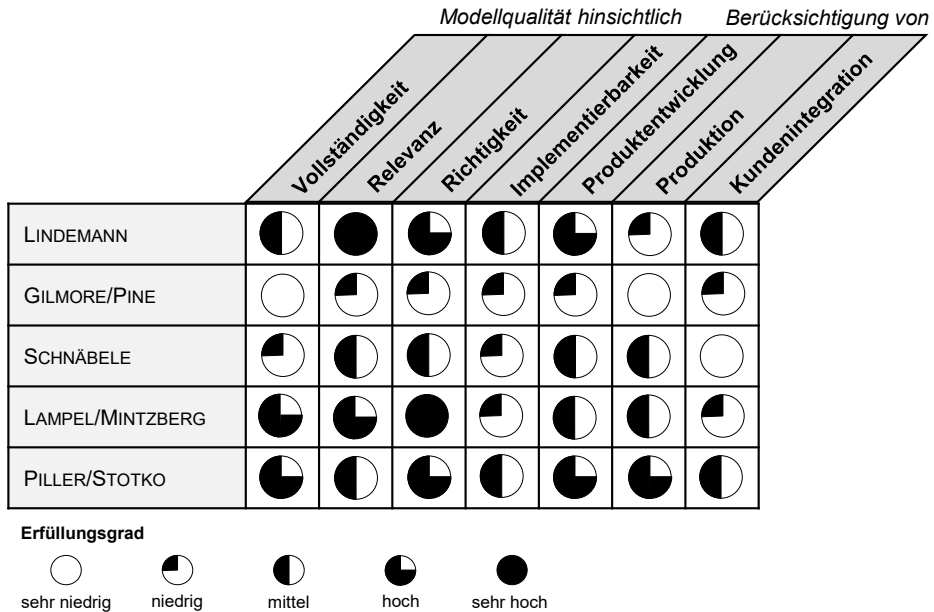 Modellqualität hinsichtlich
Berücksichtigung von
Vollständigkeit
Relevanz
Richtigkeit
Implementierbarkeit
Produktentwicklung
Produktion
Kundenintegration
LINDEMANN
GILMORE/PINE
SCHNÄBELE
LAMPEL/MINTZBERG
PILLER/STOTKO
Erfüllungsgrad
sehr niedrig
niedrig
mittel
hoch
sehr hoch